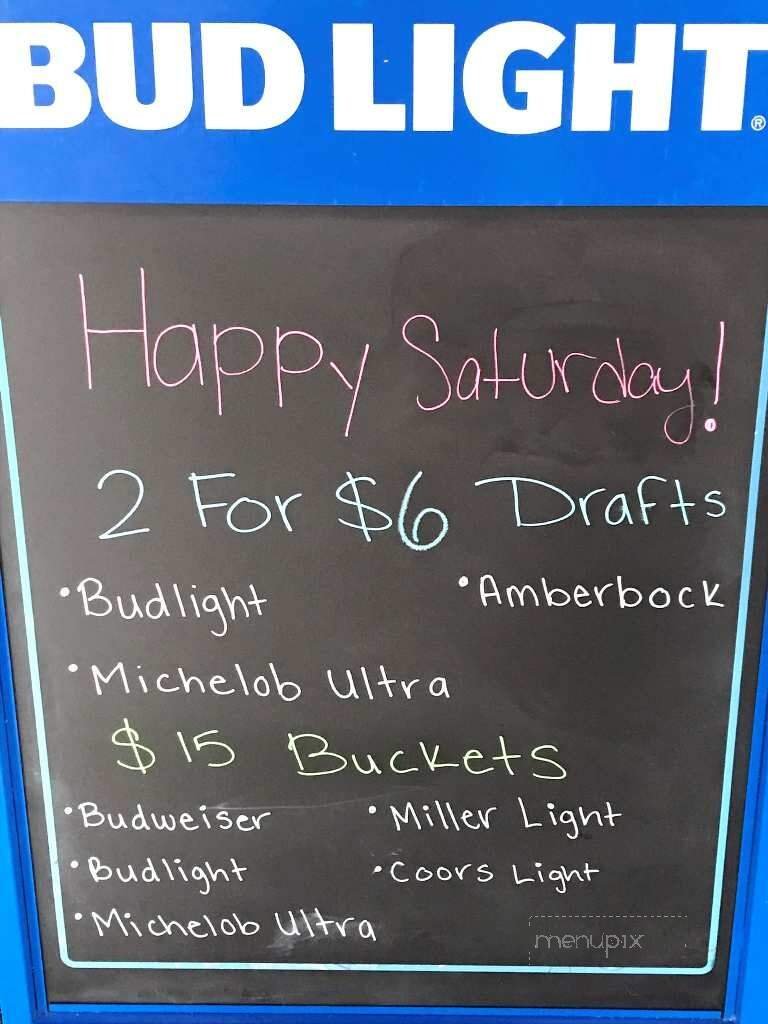 BUD LIGHT®
Happy Saturday!
2 For $6 Drafts
•Budlight •Amberbock
•Michelob Ultra
$15 Buckets
•Budweiser •Miller Light
•Budlight •Coors Light
•Michelob Ultra
menupix